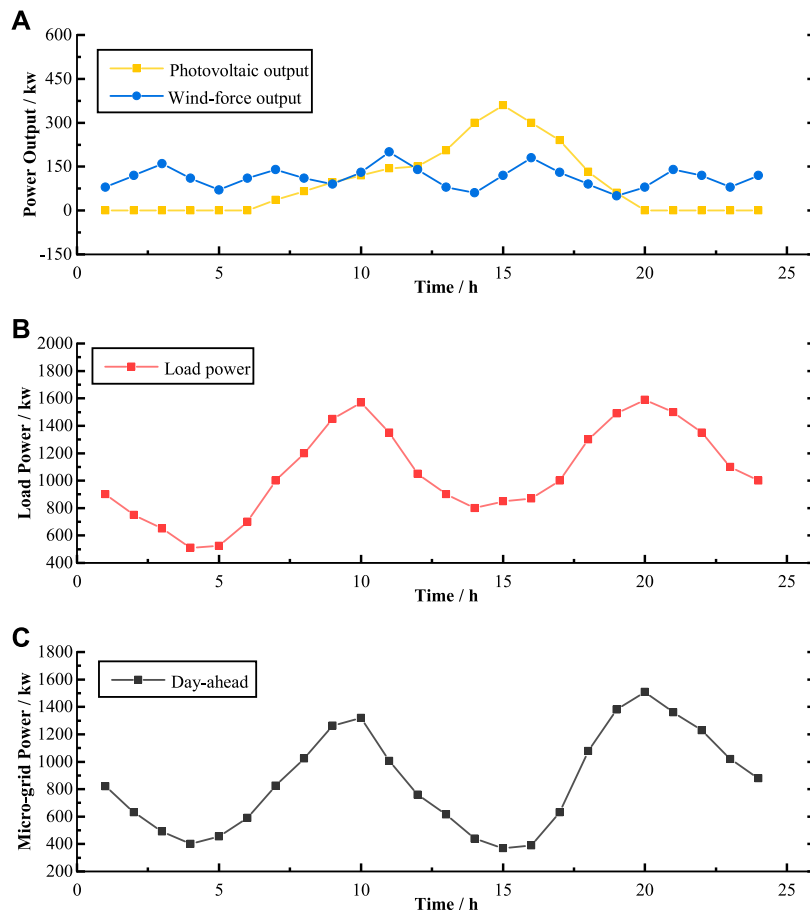 A
600
450
300
150
0
-150
Power Output / kw
Photovoltaic output
Wind-force output
0 5 10 15 20 25
Time / h
B
2000
1800
1600
1400
1200
1000
800
600
400
Load Power / kw
Load power
0 5 10 15 20 25
Time / h
C
1800
1600
1400
1200
1000
800
600
400
200
Micro-grid Power / kw
Day-ahead
0 5 10 15 20 25
Time / h